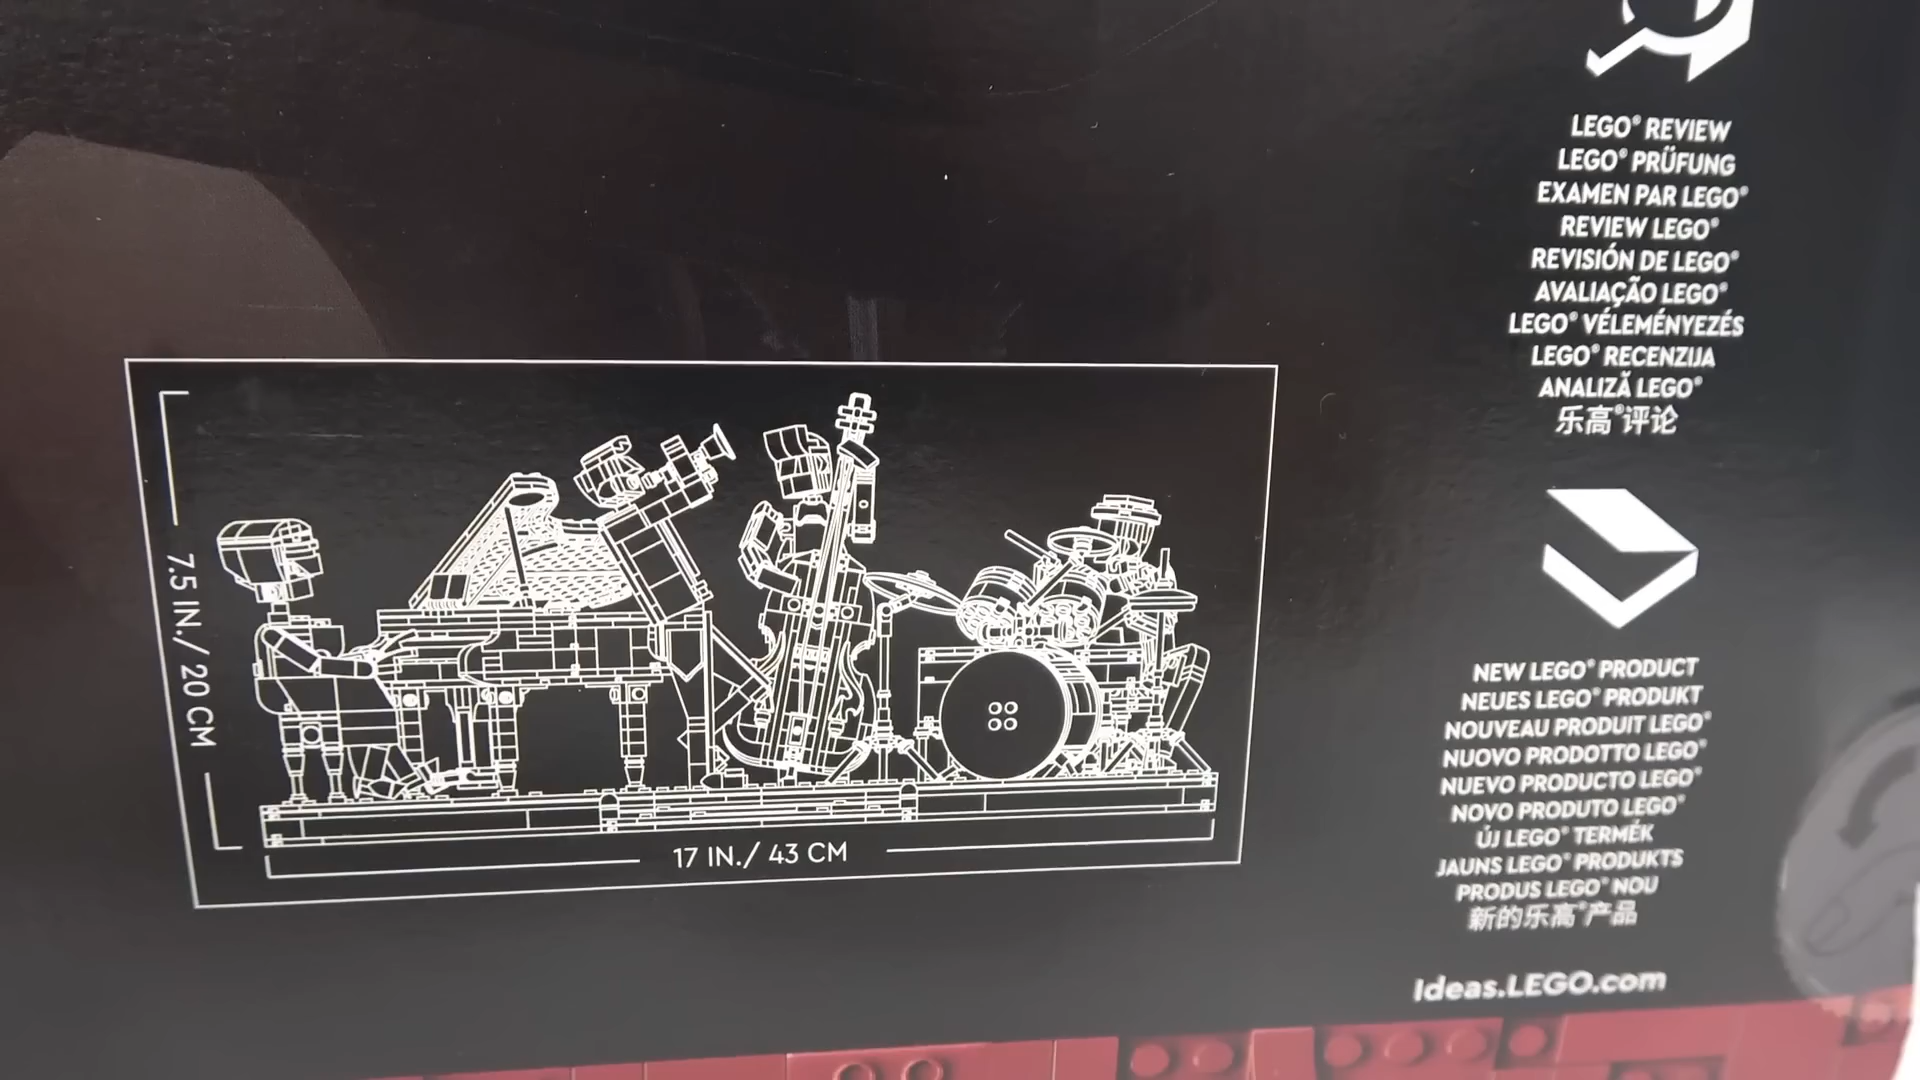 7.5 IN./ 20 CM
17 IN./ 43 CM
LEGO® REVIEW
LEGO® PRÜFUNG
EXAMEN PAR LEGO®
REVIEW LEGO®
REVISIÓN DE LEGO®
AVALIAÇÃO LEGO®
LEGO® VÉLEMÉNYEZÉS
LEGO® RECENZIJA
ANALIZĂ LEGO®
乐高®评论
NEW LEGO® PRODUCT
NEUES LEGO® PRODUKT
NOUVEAU PRODUIT LEGO®
NUOVO PRODOTTO LEGO®
NUEVO PRODUCTO LEGO®
NOVO PRODUTO LEGO®
ÚJ LEGO® TERMÉK
JAUNS LEGO® PRODUKTS
PRODUS LEGO® NOU
新的乐高®产品
Ideas.LEGO.com